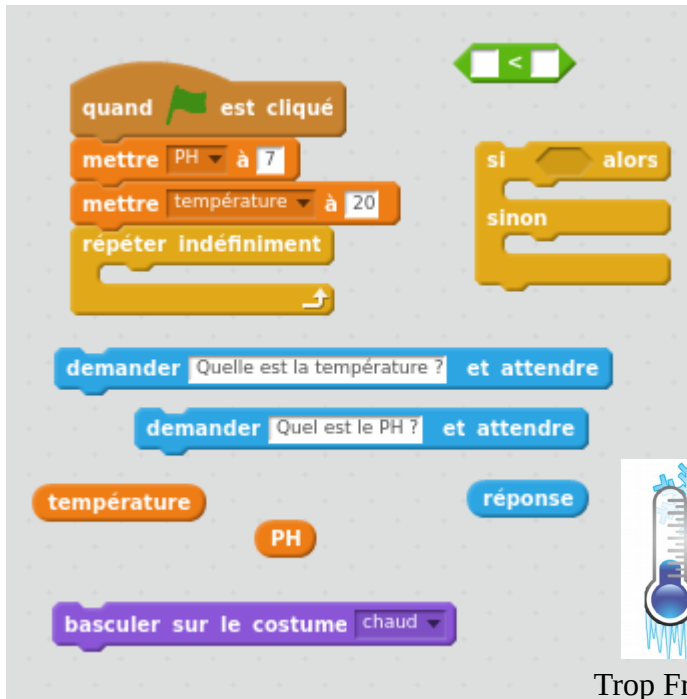 <
quand est cliqué
mettre PH à 7
si alors
mettre température à 20
sinon
répéter indéfiniment
demander Quelle est la température ? et attendre
demander Quel est le PH ? et attendre
température
réponse
PH
basculer sur le costume chaud
Trop